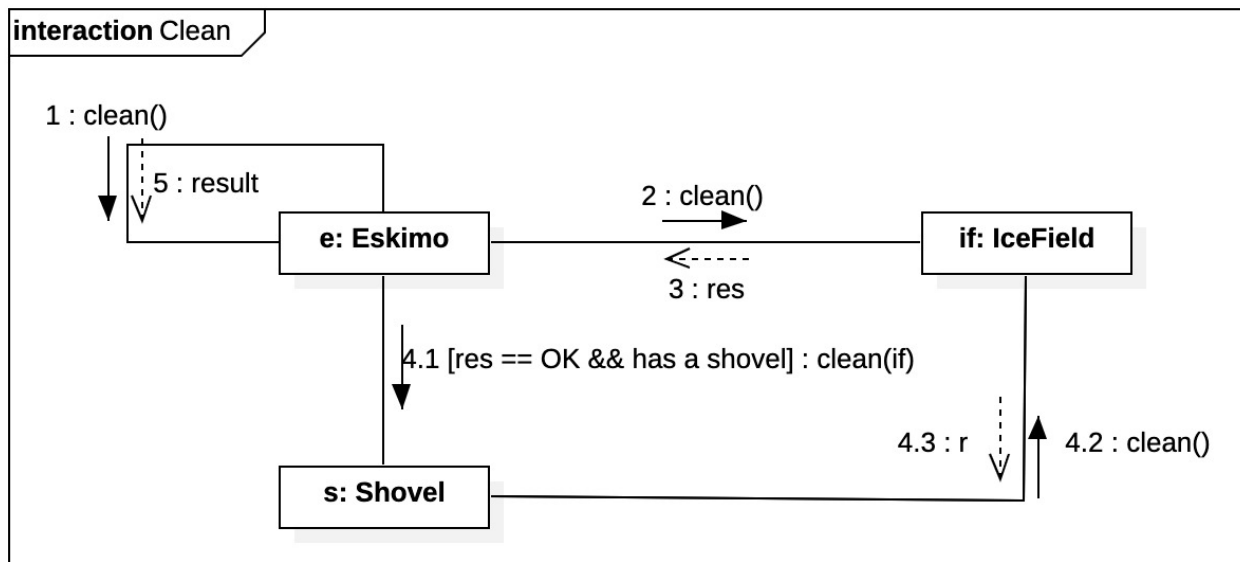 interaction Clean
1 : clean()
5 : result
2 : clean()
e: Eskimo
if: IceField
3 : res
4.1 [res == OK && has a shovel] : clean(if)
4.3 : r
4.2 : clean()
s: Shovel